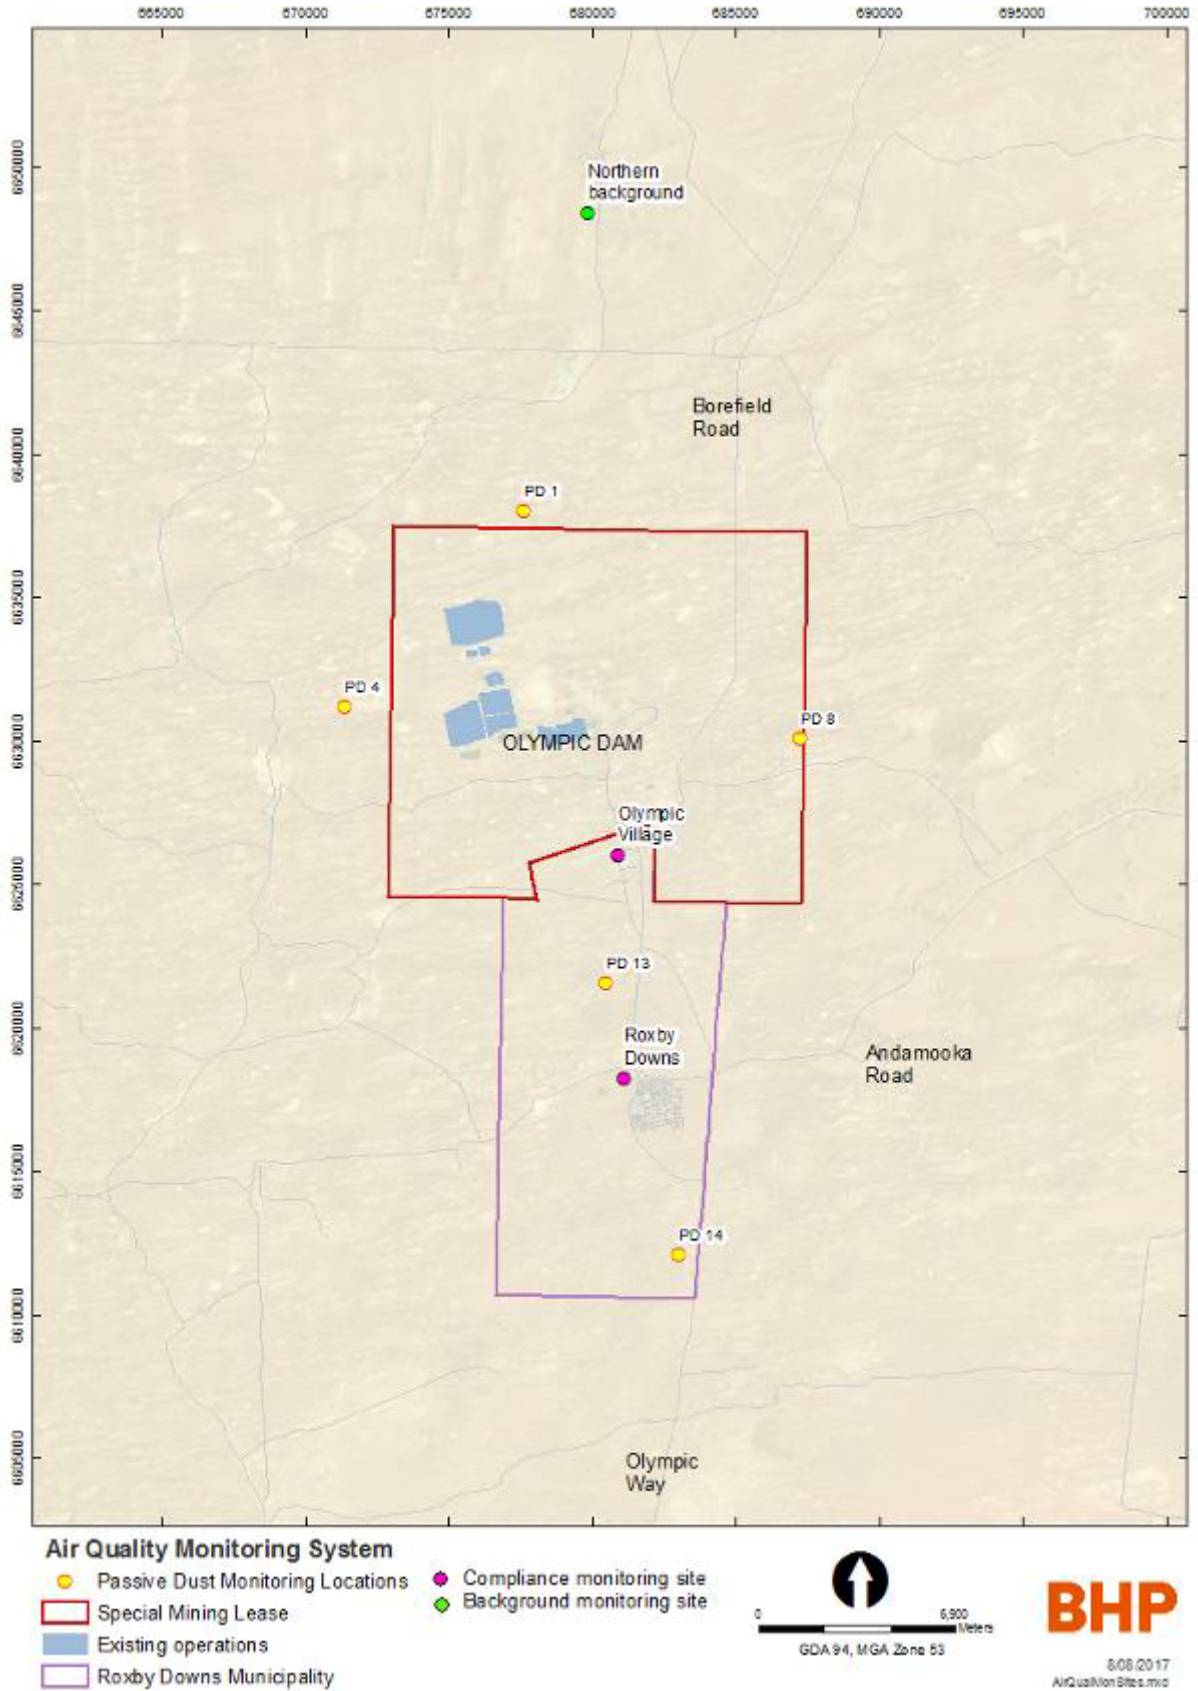 665000 670000 675000 680000 685000 690000 695000 700000
6650000
6645000
6640000
6635000
6630000
6625000
6620000
6615000
6610000
6605000
Northern
background
Borefield
Road
PD 1
PD 4
PD 8
OLYMPIC DAM
Olympic
Village
PD 13
Roxby
Downs
Andamooka
Road
PD 14
Olympic
Way
Air Quality Monitoring System
Passive Dust Monitoring Locations
Special Mining Lease
Existing operations
Roxby Downs Municipality
Compliance monitoring site
Background monitoring site
0 6,900
Meters
GDA 94, MGA Zone 53
BHP
8/08/2017
AirQualMonSites.mxd